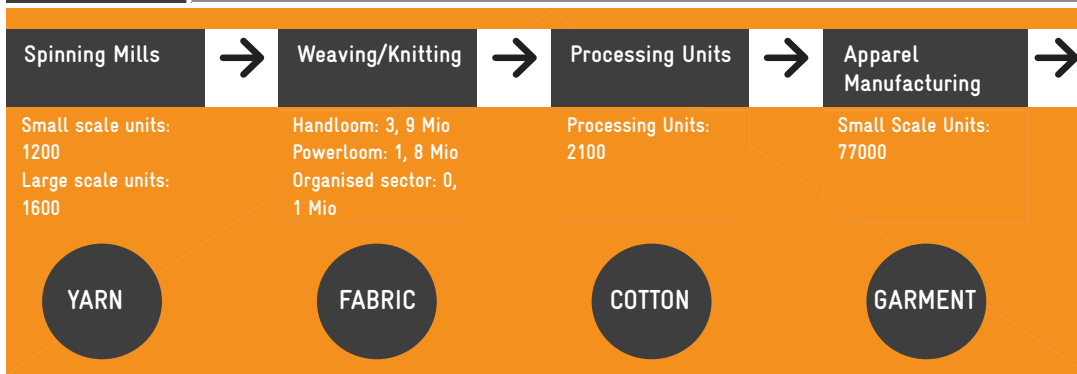 Spinning Mills
Small scale units:
1200
Large scale units:
1600
YARN
Weaving/Knitting
Handloom: 3, 9 Mio
Powerloom: 1, 8 Mio
Organised sector: 0,
1 Mio
FABRIC
Processing Units
Processing Units:
2100
COTTON
Apparel
Manufacturing
Small Scale Units:
77000
GARMENT